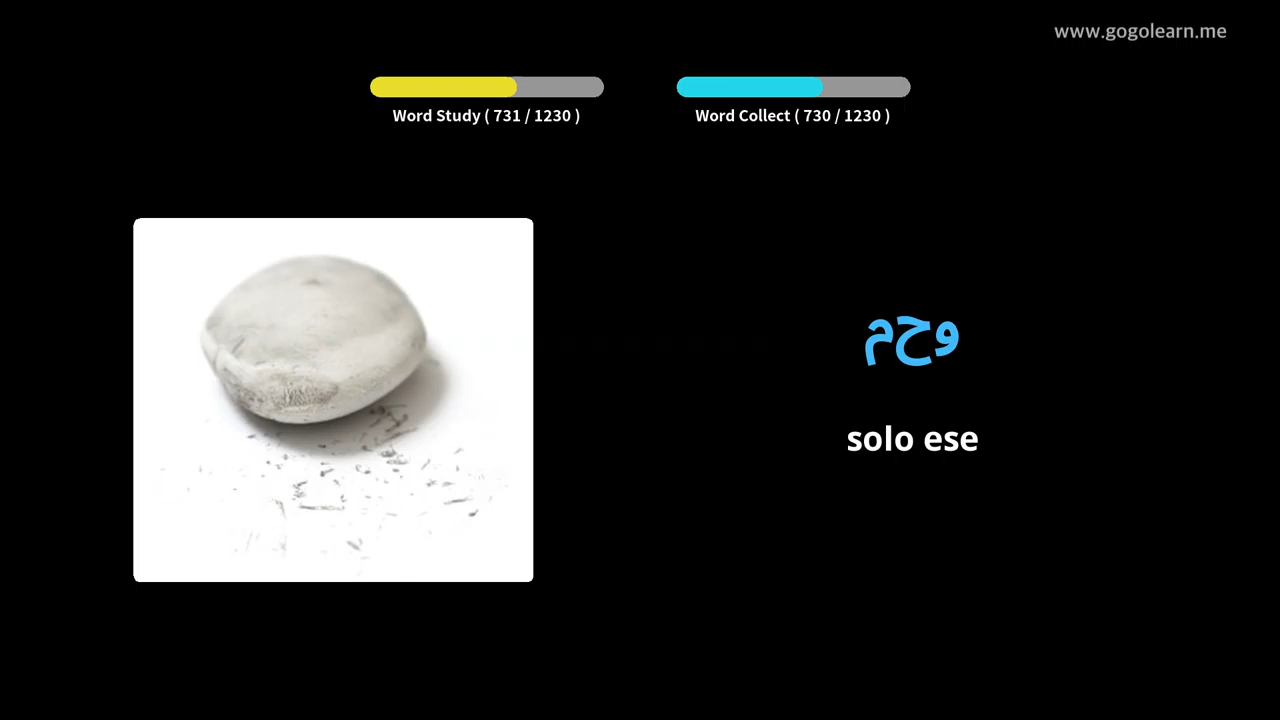 www.gogolearn.me
Word Study ( 731 / 1230 )
Word Collect ( 730 / 1230 )
وحم
solo ese